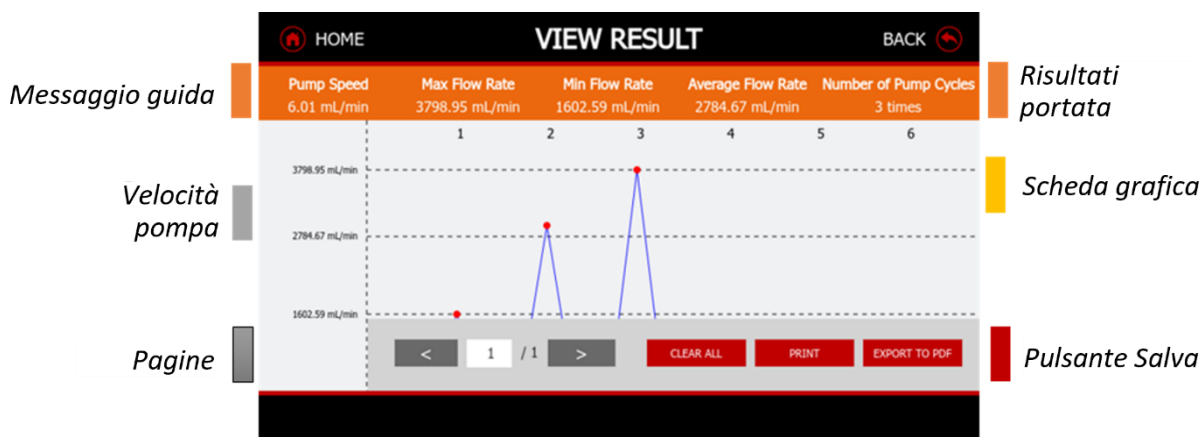 HOME
VIEW RESULT
BACK
Messaggio guida
Pump Speed
6.01 mL/min
Max Flow Rate
3798.95 mL/min
Min Flow Rate
1602.59 mL/min
Average Flow Rate
2784.67 mL/min
Number of Pump Cycles
3 times
Risultati
portata
1 2 3 4 5 6
3798.95 mL/min
Velocità
pompa
Scheda grafica
2784.67 mL/min
1602.59 mL/min
Pagine
< 1 / 1 >
CLEAR ALL
PRINT
EXPORT TO PDF
Pulsante Salva